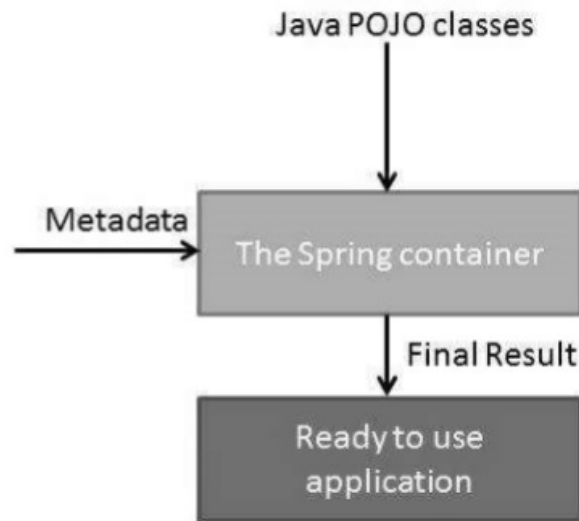 Java POJO classes
Metadata
The Spring container
Final Result
Ready to use
application